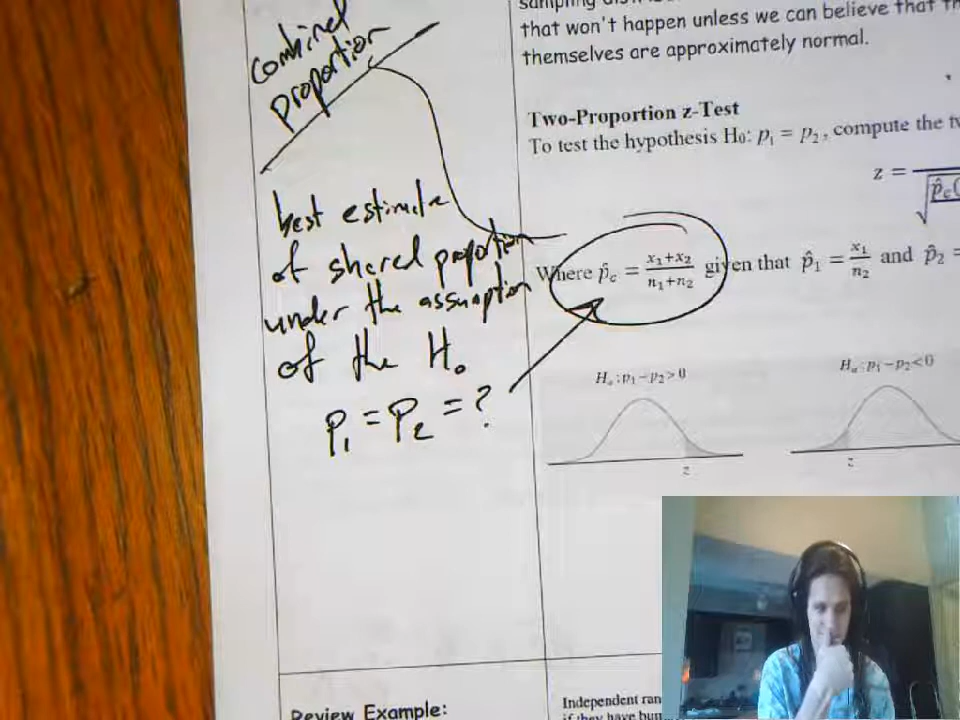 combined
proportion
best estimate
of shared proportion
under the assumption
of the H₀
p₁ = p₂ = ?
that won't happen unless we can believe that
themselves are approximately normal.
Two-Proportion z-Test
To test the hypothesis H₀: p₁ = p₂, compute the
z =
√p̂c(
Where p̂c = x₁+x₂/n₁+n₂ given that p̂₁ = x₁/n₂ and p̂₂ =
Hₐ:p₁−p₂>0
Hₐ:p₁−p₂<0
z
z
Review Example:
Independent ran
if they have